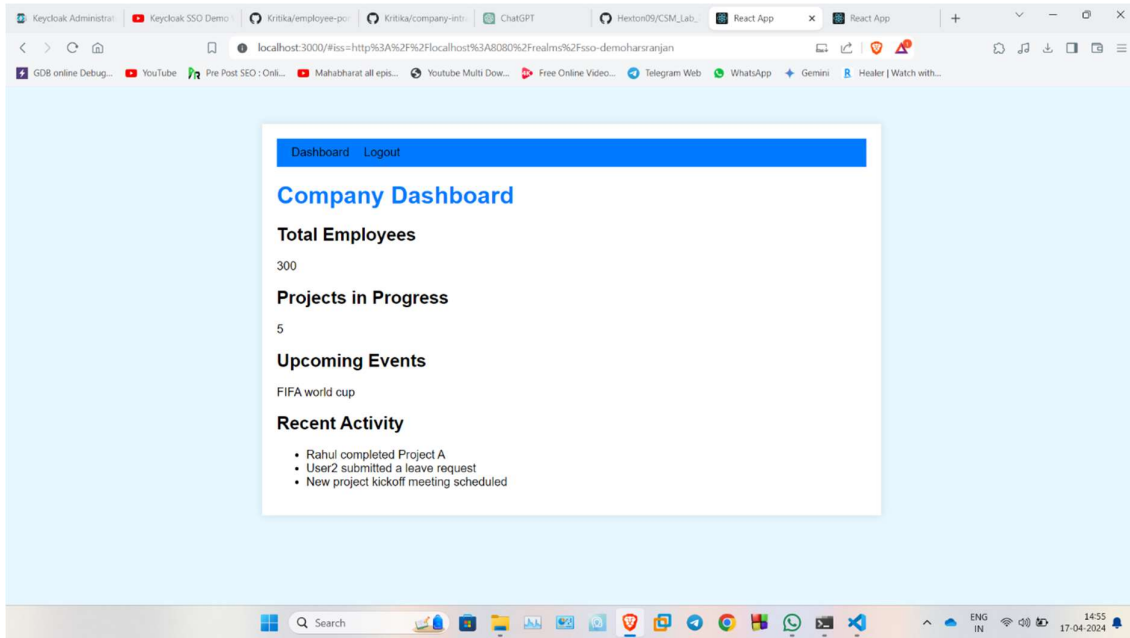 Keycloak Administrat
Keycloak SSO Demo
Kritika/employee-por
Kritika/company-intr
ChatGPT
Hexton09/CSM_Lab_
React App
React App
localhost:3000/#iss=http%3A%2F%2Flocalhost%3A8080%2Frealms%2Fsso-demoharsranjan
GDB online Debug...
YouTube
Pre Post SEO : Onli...
Mahabharat all epis...
Youtube Multi Dow...
Free Online Video...
Telegram Web
WhatsApp
Gemini
Healer | Watch with...
Dashboard Logout
Company Dashboard
Total Employees
300
Projects in Progress
5
Upcoming Events
FIFA world cup
Recent Activity
• Rahul completed Project A
• User2 submitted a leave request
• New project kickoff meeting scheduled
Search
ENG
IN
14:55
17-04-2024